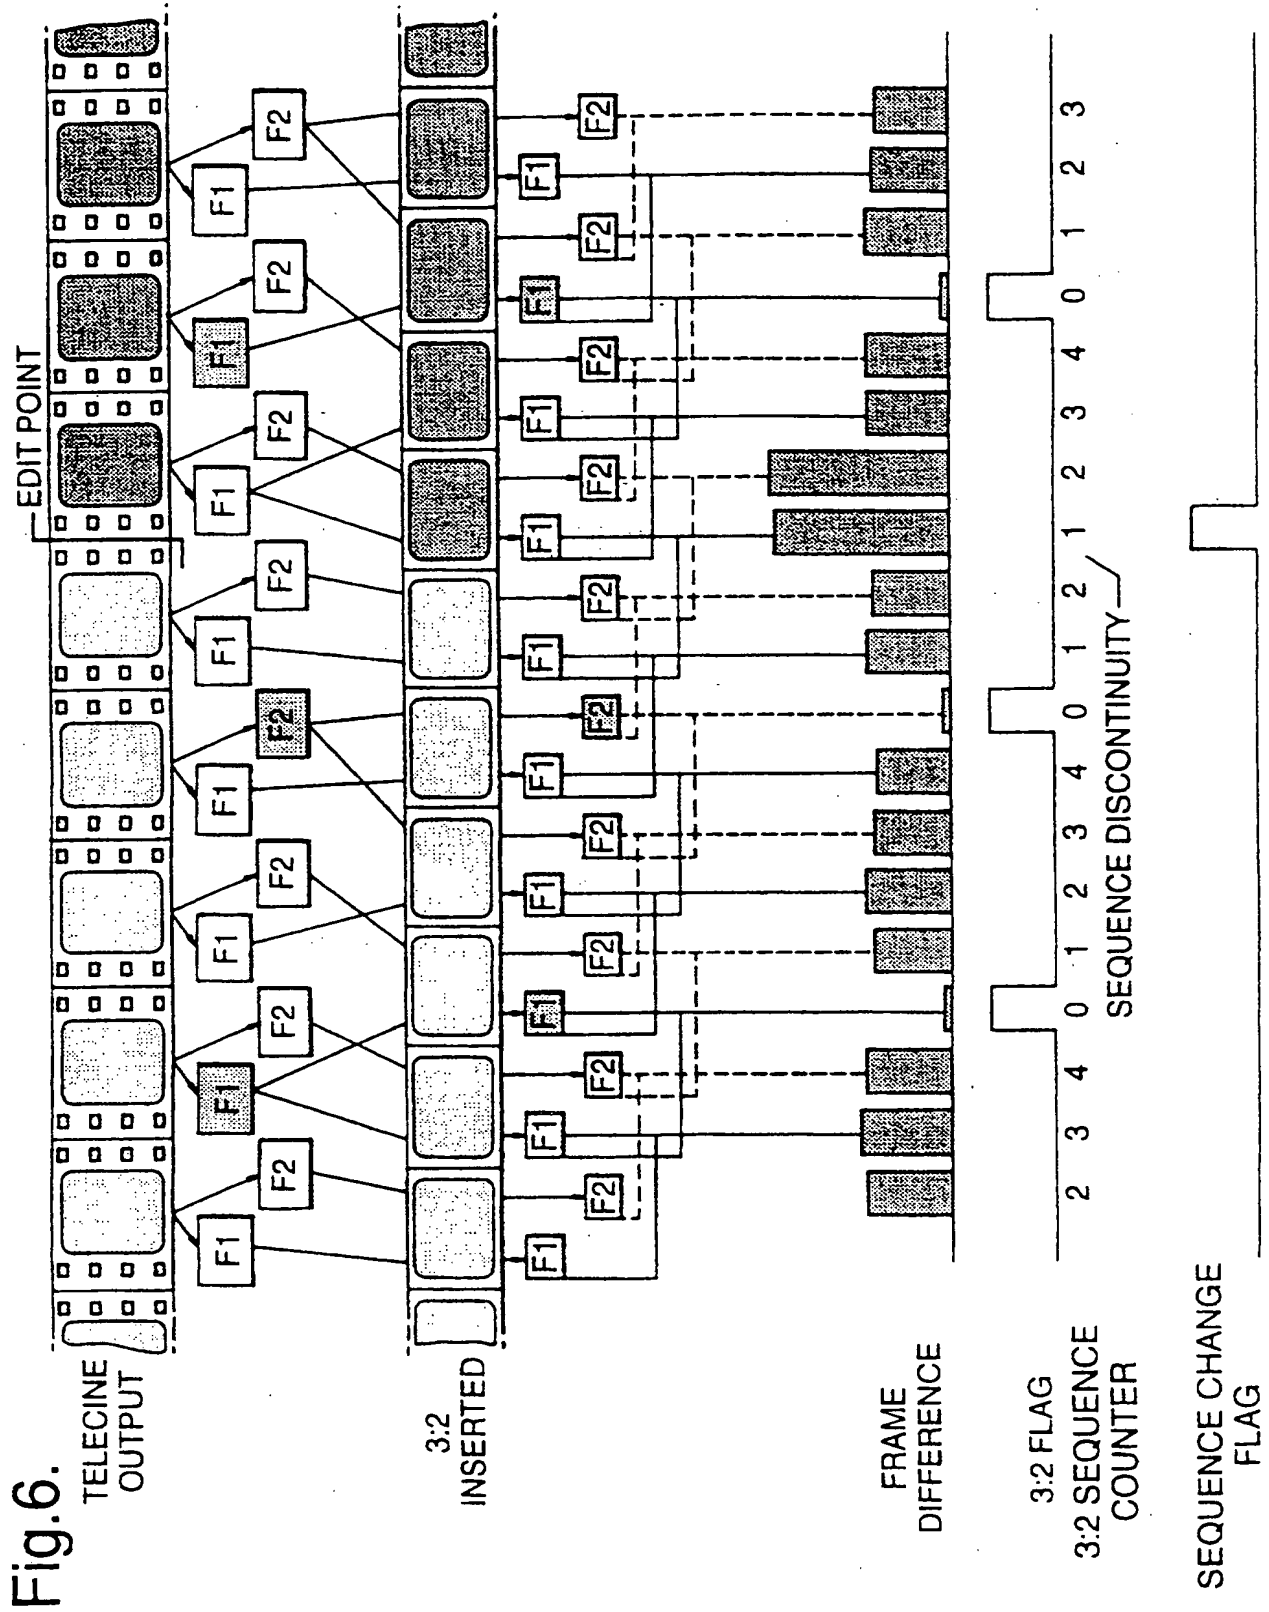 Fig.6.
EDIT POINT
TELECINE
OUTPUT
F1 F1 F1 F1 F1 F1 F1 F1
F2 F2 F2 F2 F2 F2 F2 F2
3:2
INSERTED
F1 F1 F1 F1 F1 F1 F1 F1 F1 F1
F2 F2 F2 F2 F2 F2 F2 F2 F2 F2
FRAME
DIFFERENCE
3:2 FLAG
3:2 SEQUENCE
COUNTER
2 3 4 0 1 2 3 4 0 1 2 1 2 3 4 0 1 2 3
SEQUENCE DISCONTINUITY
SEQUENCE CHANGE
FLAG